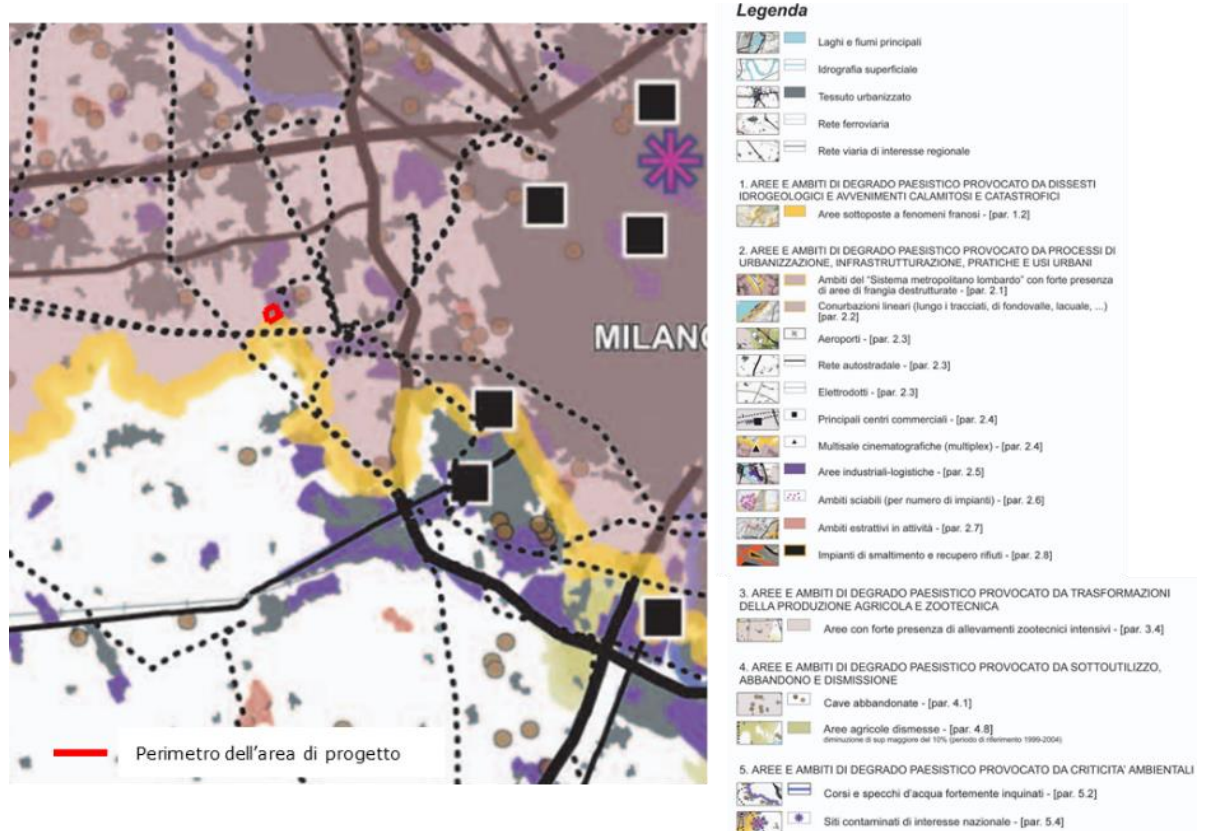 MILANO
Perimetro dell'area di progetto
Legenda
Laghi e fiumi principali
Idrografia superficiale
Tessuto urbanizzato
Rete ferroviaria
Rete viaria di interesse regionale
1. AREE E AMBITI DI DEGRADO PAESISTICO PROVOCATO DA DISSESTI
IDROGEOLOGICI E AVVENIMENTI CALAMITOSI E CATASTROFICI
Aree sottoposte a fenomeni franosi - [par. 1.2]
2. AREE E AMBITI DI DEGRADO PAESISTICO PROVOCATO DA PROCESSI DI
URBANIZZAZIONE, INFRASTRUTTURAZIONE, PRATICHE E USI URBANI
Ambiti del "Sistema metropolitano lombardo" con forte presenza
di aree di frangia destrutturate - [par. 2.1]
Conurbazioni lineari (lungo i tracciati, di fondovalle, lacuale, ...)
[par. 2.2]
Aeroporti - [par. 2.3]
Rete autostradale - [par. 2.3]
Elettrodotti - [par. 2.3]
Principali centri commerciali - [par. 2.4]
Multisale cinematografiche (multiplex) - [par. 2.4]
Aree industriali-logistiche - [par. 2.5]
Ambiti sciabili (per numero di impianti) - [par. 2.6]
Ambiti estrattivi in attività - [par. 2.7]
Impianti di smaltimento e recupero rifiuti - [par. 2.8]
3. AREE E AMBITI DI DEGRADO PAESISTICO PROVOCATO DA TRASFORMAZIONI
DELLA PRODUZIONE AGRICOLA E ZOOTECNICA
Aree con forte presenza di allevamenti zootecnici intensivi - [par. 3.4]
4. AREE E AMBITI DI DEGRADO PAESISTICO PROVOCATO DA SOTTOUTILIZZO,
ABBANDONO E DISMISSIONE
Cave abbandonate - [par. 4.1]
Aree agricole dismesse - [par. 4.8]
diminuzione di sup maggiore del 10% (periodo di riferimento 1999-2004)
5. AREE E AMBITI DI DEGRADO PAESISTICO PROVOCATO DA CRITICITA' AMBIENTALI
Corsi e specchi d'acqua fortemente inquinati - [par. 5.2]
Siti contaminati di interesse nazionale - [par. 5.4]